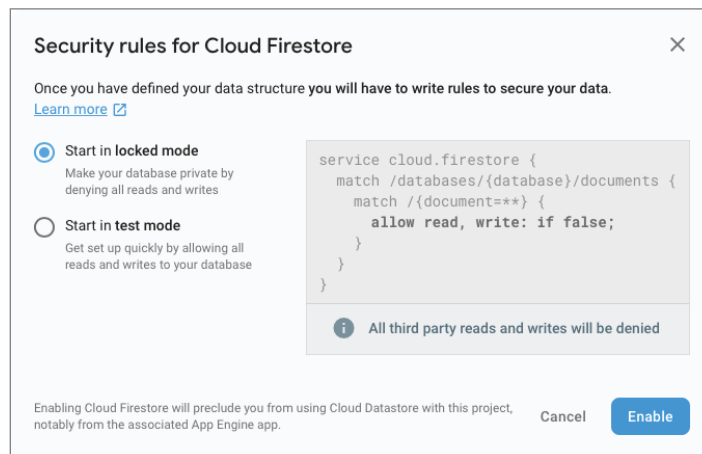 Security rules for Cloud Firestore
Once you have defined your data structure you will have to write rules to secure your data.
Learn more
Start in locked mode
Make your database private by
denying all reads and writes
Start in test mode
Get set up quickly by allowing all
reads and writes to your database
service cloud.firestore {
match /databases/{database}/documents {
match /{document=**} {
allow read, write: if false;
}
}
}
All third party reads and writes will be denied
Enabling Cloud Firestore will preclude you from using Cloud Datastore with this project,
notably from the associated App Engine app.
Cancel
Enable